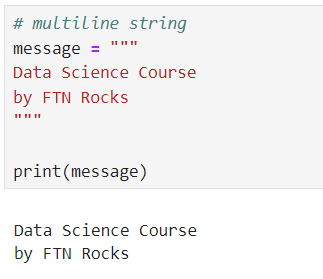 # multiline string
message = """
Data Science Course
by FTN Rocks
"""
print(message)
Data Science Course
by FTN Rocks